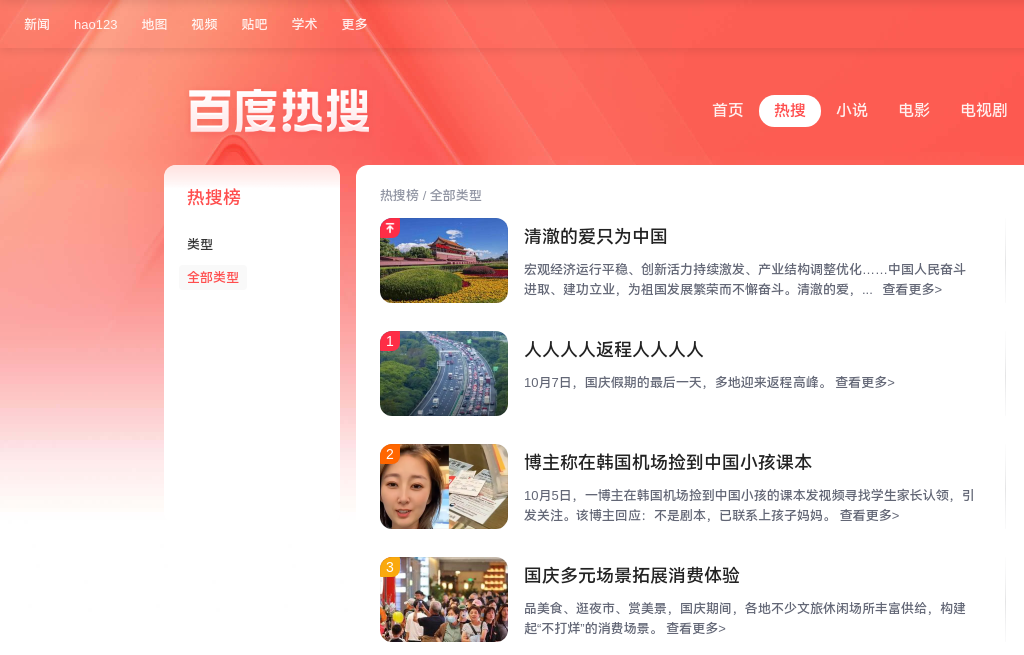 新闻 hao123 地图 视频 贴吧 学术 更多
百度热搜
首页 热搜 小说 电影 电视剧
热搜榜
类型
全部类型
热搜榜 / 全部类型
清澈的爱只为中国
宏观经济运行平稳、创新活力持续激发、产业结构调整优化……中国人民奋斗
进取、建功立业，为祖国发展繁荣而不懈奋斗。清澈的爱，... 查看更多>
1
人人人人返程人人人人
10月7日，国庆假期的最后一天，多地迎来返程高峰。 查看更多>
2
博主称在韩国机场捡到中国小孩课本
10月5日，一博主在韩国机场捡到中国小孩的课本发视频寻找学生家长认领，引
发关注。该博主回应：不是剧本，已联系上孩子妈妈。 查看更多>
3
国庆多元场景拓展消费体验
品美食、逛夜市、赏美景，国庆期间，各地不少文旅休闲场所丰富供给，构建
起“不打烊”的消费场景。 查看更多>